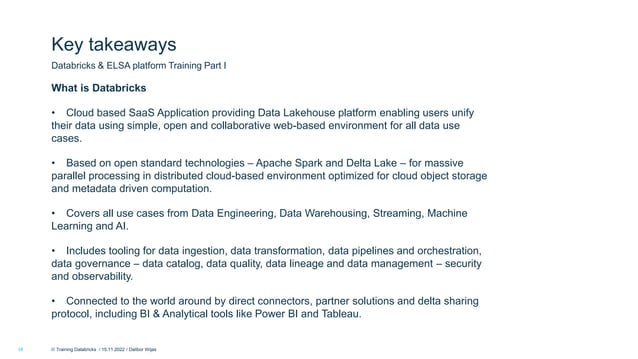 Key takeaways
Databricks & ELSA platform Training Part I
What is Databricks
• Cloud based SaaS Application providing Data Lakehouse platform enabling users unify
their data using simple, open and collaborative web-based environment for all data use
cases.
• Based on open standard technologies – Apache Spark and Delta Lake – for massive
parallel processing in distributed cloud-based environment optimized for cloud object storage
and metadata driven computation.
• Covers all use cases from Data Engineering, Data Warehousing, Streaming, Machine
Learning and AI.
• Includes tooling for data ingestion, data transformation, data pipelines and orchestration,
data governance – data catalog, data quality, data lineage and data management – security
and observability.
• Connected to the world around by direct connectors, partner solutions and delta sharing
protocol, including BI & Analytical tools like Power BI and Tableau.
/// Training Databricks / 15.11.2022 / Dalibor Wijas